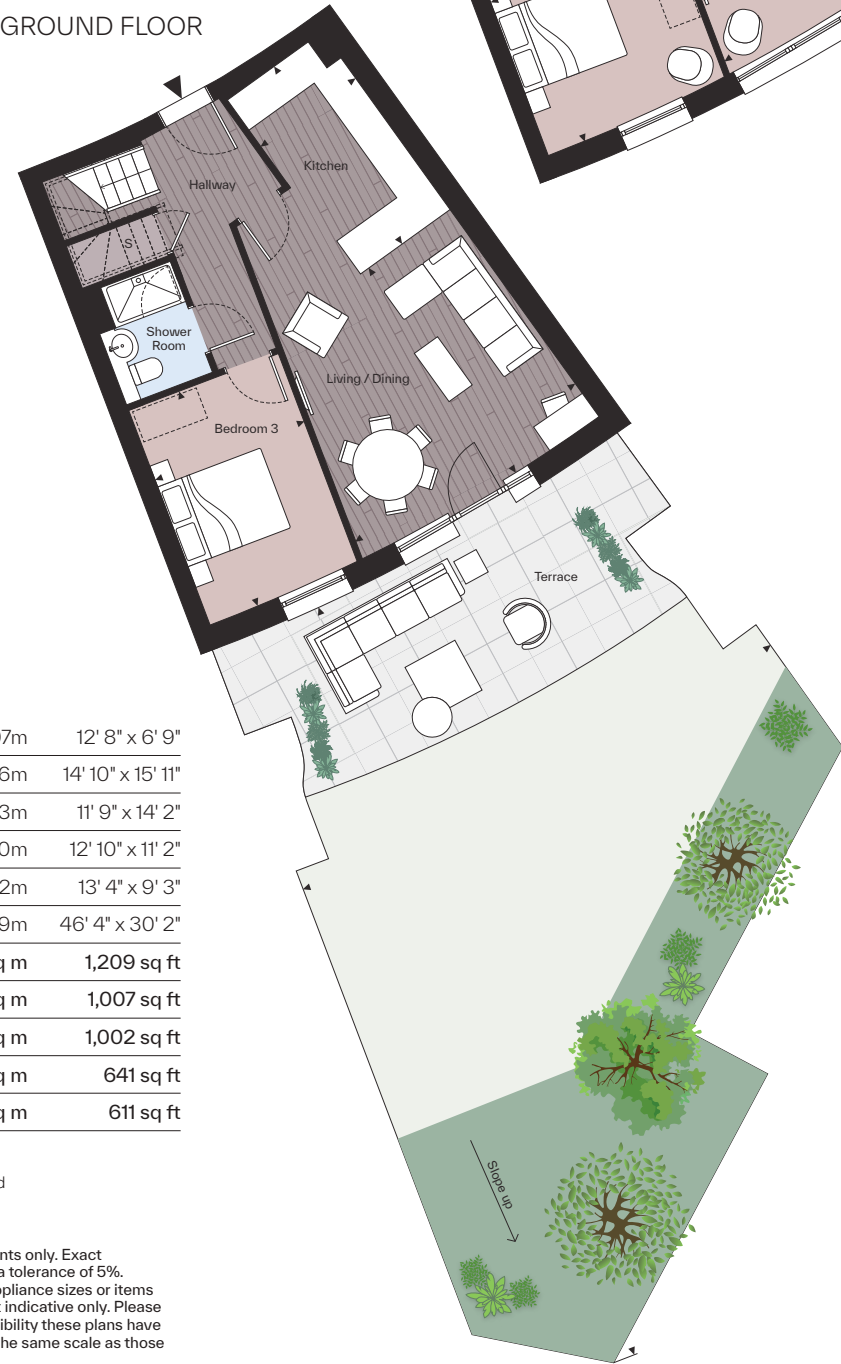 GROUND FLOOR
Kitchen
Hallway
S
Shower
Room
Living / Dining
Bedroom 3
Terrace
7m 12' 8" x 6' 9"
6m 14' 10" x 15' 11"
3m 11' 9" x 14' 2"
0m 12' 10" x 11' 2"
2m 13' 4" x 9' 3"
9m 46' 4" x 30' 2"
q m 1,209 sq ft
q m 1,007 sq ft
q m 1,002 sq ft
q m 641 sq ft
q m 611 sq ft
Slope up
d
nts only. Exact
a tolerance of 5%.
ppliance sizes or items
t indicative only. Please
ibility these plans have
he same scale as those